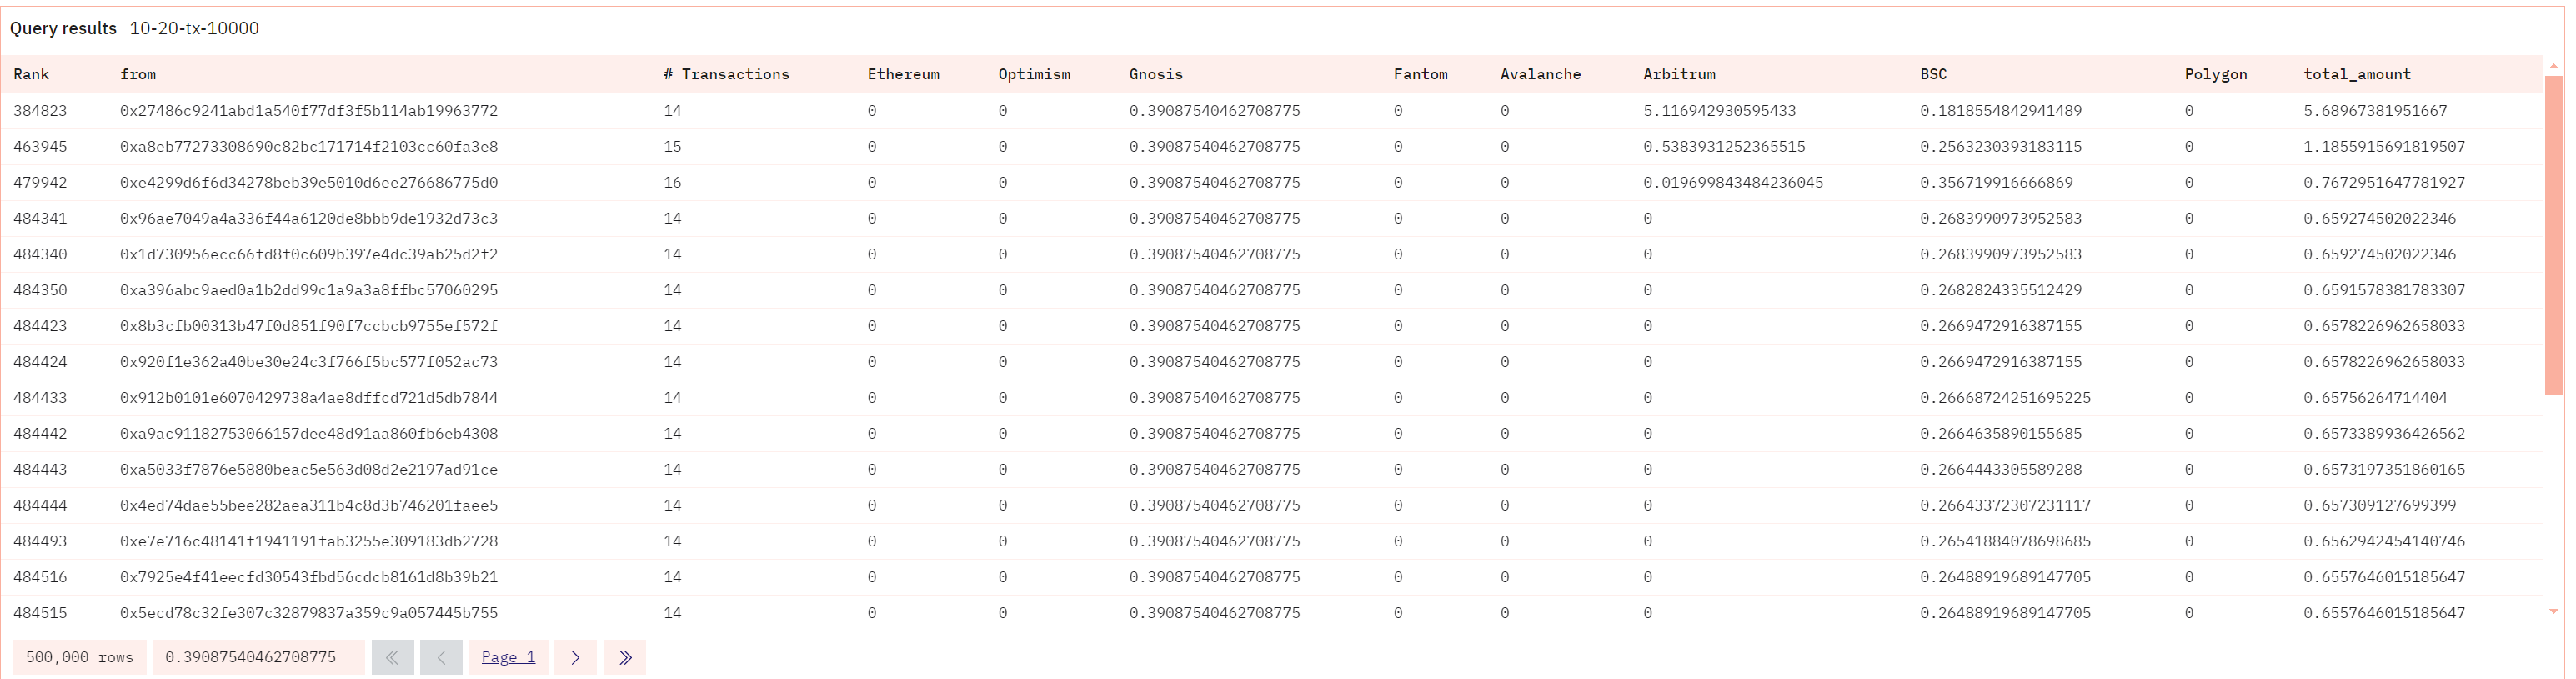 Query results 10-20-tx-10000
Rank from # Transactions Ethereum Optimism Gnosis Fantom Avalanche Arbitrum BSC Polygon total_amount
384823 0x27486c9241abd1a540f77df3f5b114ab19963772 14 0 0 0.39087540462708775 0 0 5.116942930595433 0.1818554842941489 0 5.68967381951667
463945 0xa8eb77273308690c82bc171714f2103cc60fa3e8 15 0 0 0.39087540462708775 0 0 0.5383931252365515 0.2563230393183115 0 1.1855915691819507
479942 0xe4299d6f6d34278beb39e5010d6ee276686775d0 16 0 0 0.39087540462708775 0 0 0.019699843484236045 0.356719916666869 0 0.7672951647781927
484341 0x96ae7049a4a336f44a6120de8bbb9de1932d73c3 14 0 0 0.39087540462708775 0 0 0 0.2683990973952583 0 0.659274502022346
484340 0x1d730956ecc66fd8f0c609b397e4dc39ab25d2f2 14 0 0 0.39087540462708775 0 0 0 0.2683990973952583 0 0.659274502022346
484350 0xa396abc9aed0a1b2dd99c1a9a3a8ffbc57060295 14 0 0 0.39087540462708775 0 0 0 0.2682824335512429 0 0.6591578381783307
484423 0x8b3cfb00313b47f0d851f90f7ccbcb9755ef572f 14 0 0 0.39087540462708775 0 0 0 0.2669472916387155 0 0.6578226962658033
484424 0x920f1e362a40be30e24c3f766f5bc577f052ac73 14 0 0 0.39087540462708775 0 0 0 0.2669472916387155 0 0.6578226962658033
484433 0x912b0101e6070429738a4ae8dffcd721d5db7844 14 0 0 0.39087540462708775 0 0 0 0.26668724251695225 0 0.65756264714404
484442 0xa9ac91182753066157dee48d91aa860fb6eb4308 14 0 0 0.39087540462708775 0 0 0 0.2664635890155685 0 0.6573389936426562
484443 0xa5033f7876e5880beac5e563d08d2e2197ad91ce 14 0 0 0.39087540462708775 0 0 0 0.2664443305589288 0 0.6573197351860165
484444 0x4ed74dae55bee282aea311b4c8d3b746201faee5 14 0 0 0.39087540462708775 0 0 0 0.26643372307231117 0 0.657309127699399
484493 0xe7e716c48141f1941191fab3255e309183db2728 14 0 0 0.39087540462708775 0 0 0 0.26541884078698685 0 0.6562942454140746
484516 0x7925e4f41eecfd30543fbd56cdcb8161d8b39b21 14 0 0 0.39087540462708775 0 0 0 0.26488919689147705 0 0.6557646015185647
484515 0x5ecd78c32fe307c32879837a359c9a057445b755 14 0 0 0.39087540462708775 0 0 0 0.26488919689147705 0 0.6557646015185647
500,000 rows 0.39087540462708775 Page 1